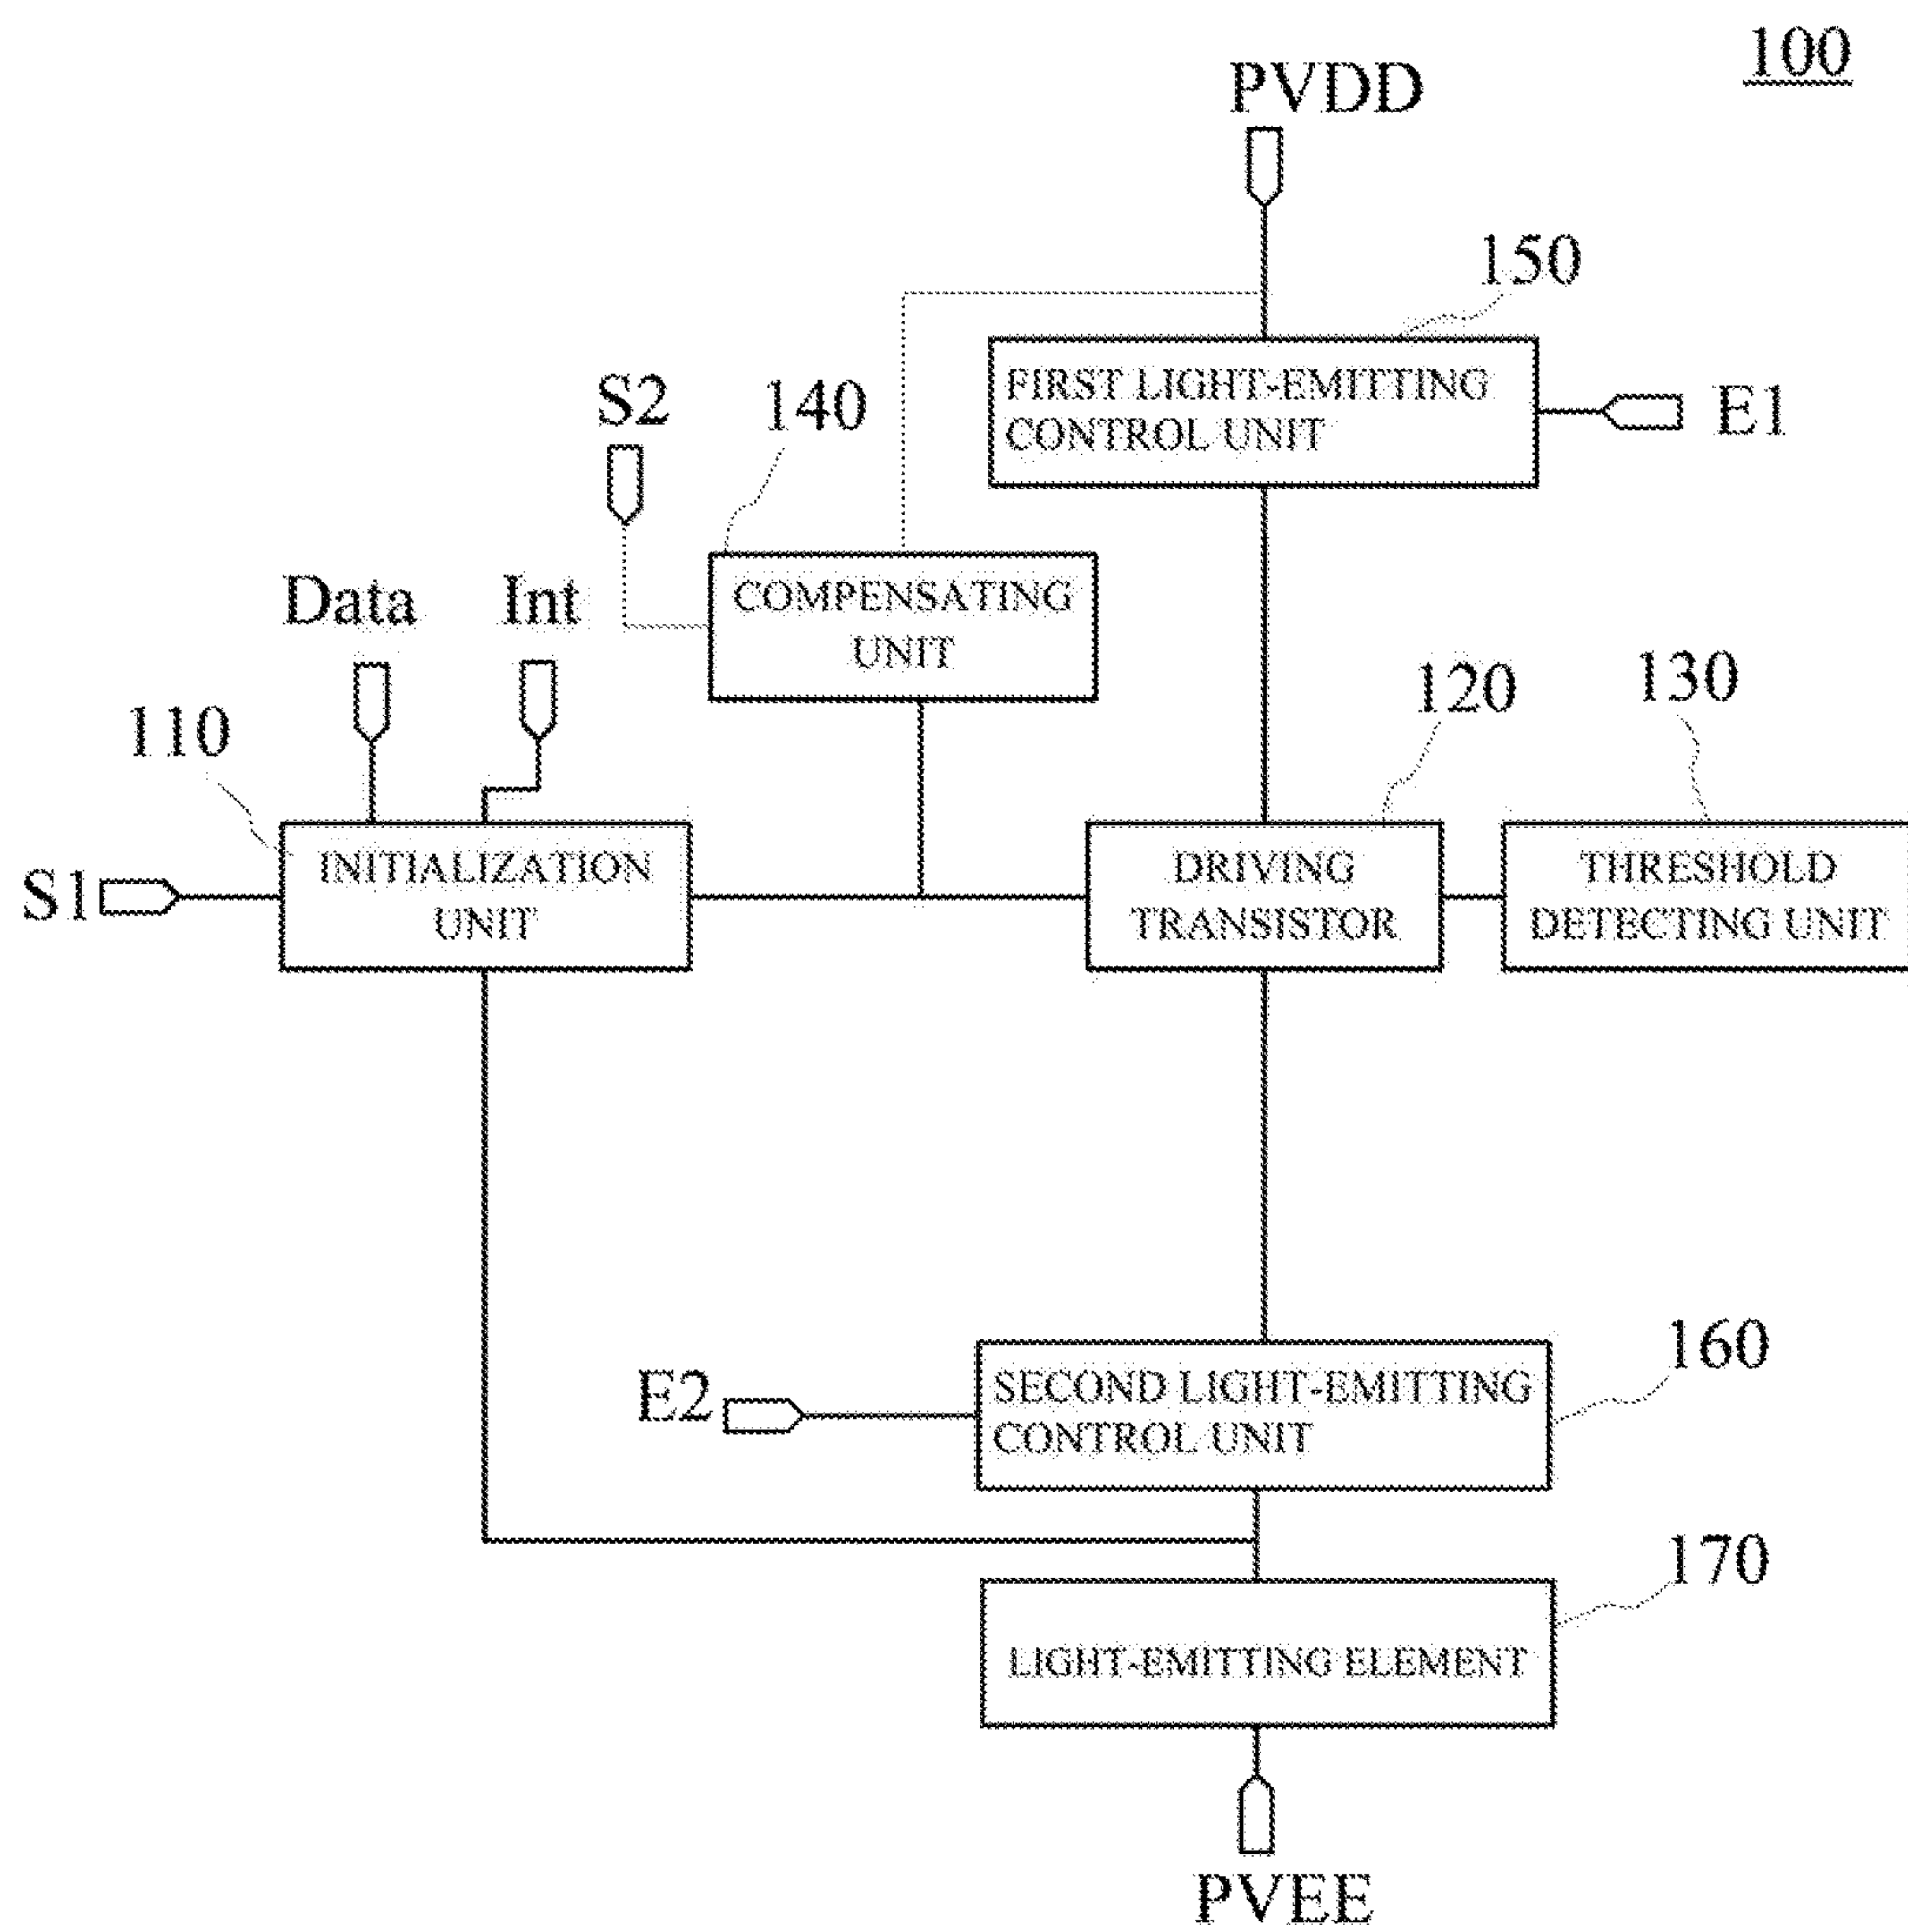 100
PVDD
150
FIRST LIGHT-EMITTING
CONTROL UNIT
E1
S2
140
COMPENSATING
UNIT
Data
Int
110
120
130
S1
INITIALIZATION
UNIT
DRIVING
TRANSISTOR
THRESHOLD
DETECTING UNIT
160
E2
SECOND LIGHT-EMITTING
CONTROL UNIT
170
LIGHT-EMITTING ELEMENT
PVEE